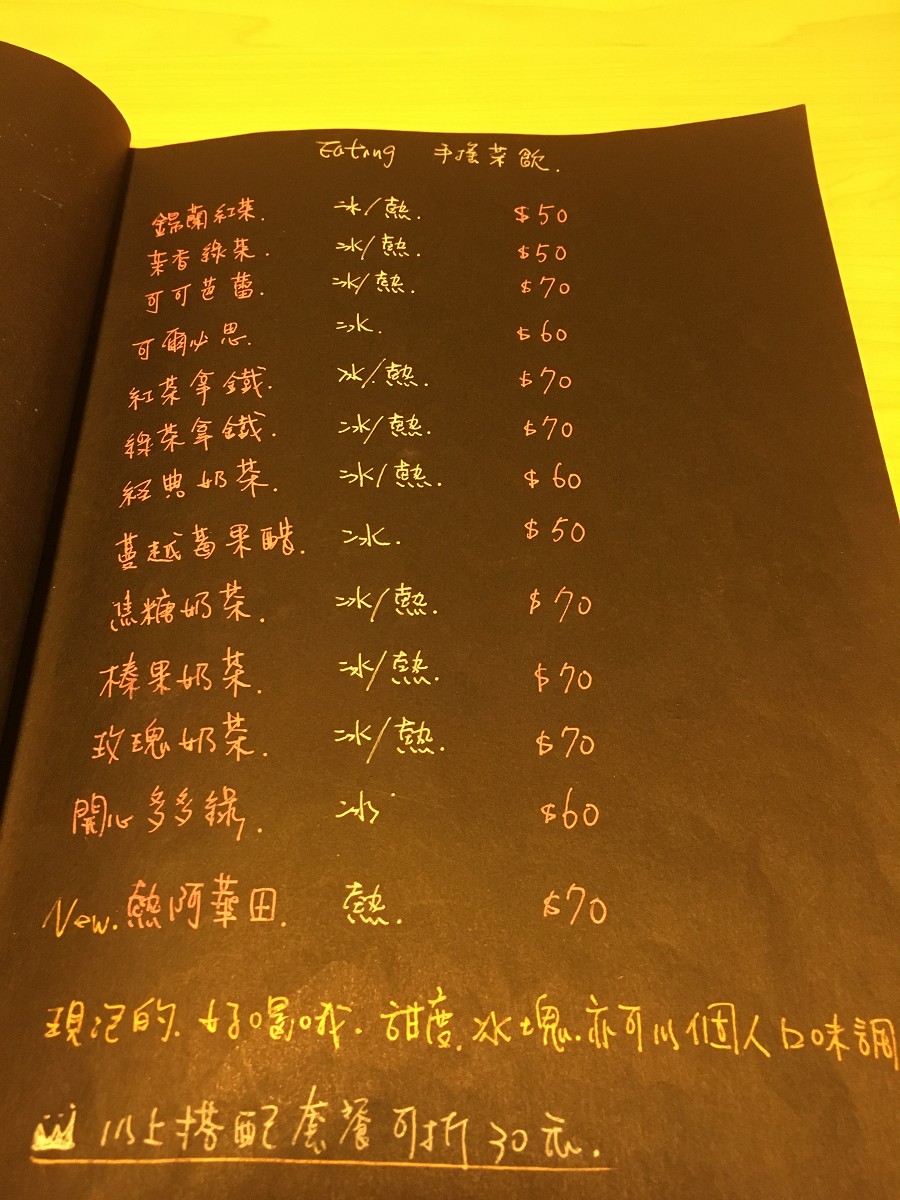 Eating 手搖茶飲.
錫蘭紅茶. 冰/熱. $50
茉香綠茶. 冰/熱. $50
可可芭蕾. 冰/熱. $70
可爾必思. 冰. $60
紅茶拿鐵. 冰/熱. $70
綠茶拿鐵. 冰/熱. $70
經典奶茶. 冰/熱. $60
蔓越莓果醋. 冰. $50
焦糖奶茶. 冰/熱. $70
榛果奶茶. 冰/熱. $70
玫瑰奶茶. 冰/熱. $70
開心多多綠. 冰 $60
New. 熱阿華田. 熱. $70
現泡的. 好喝哦. 甜度. 冰塊. 亦可以個人口味調
以上搭配套餐可折30元.